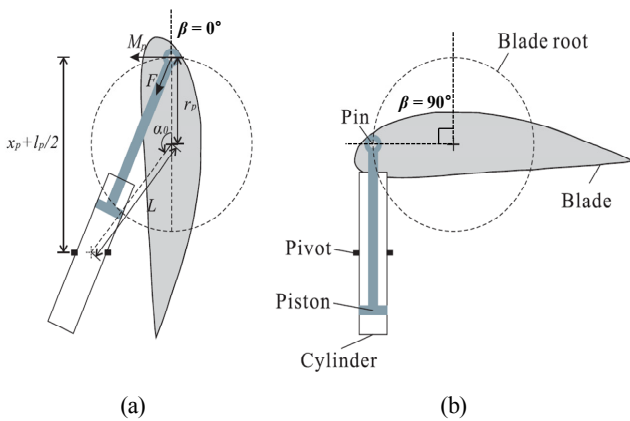 β = 0°
M_p
F
r_p
x_p+l_p/2
α_0
L
(a)
Blade root
β = 90°
Pin
Blade
Pivot
Piston
Cylinder
(b)